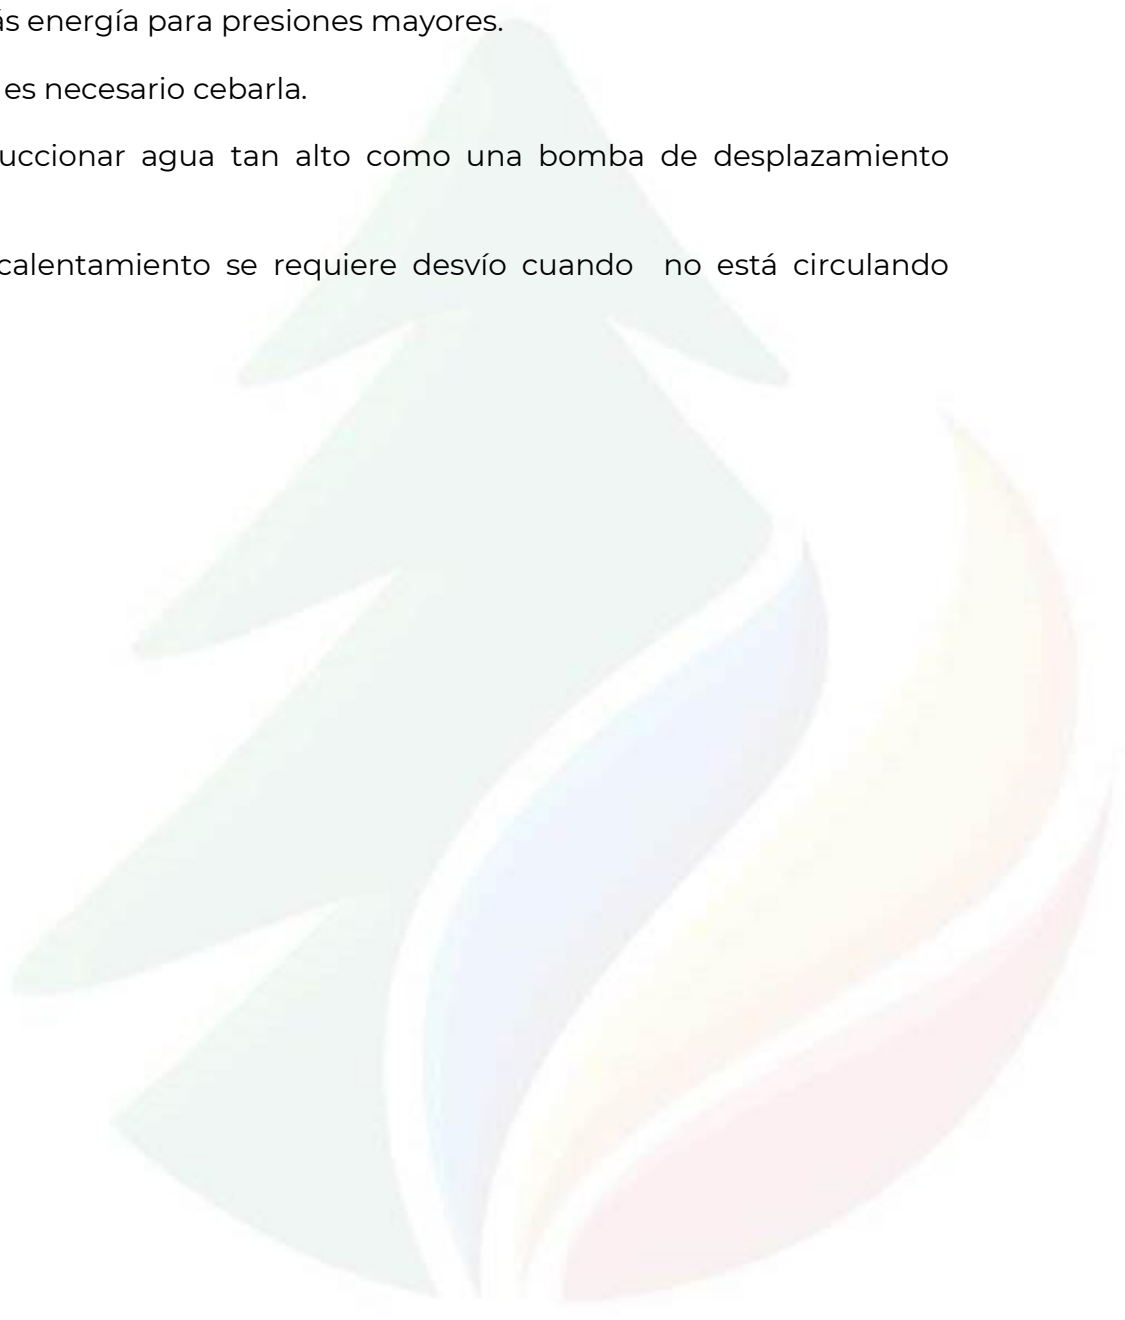 s energía para presiones mayores.
es necesario cebarla.
uccionar agua tan alto como una bomba de desplazamiento
calentamiento se requiere desvío cuando no está circulando